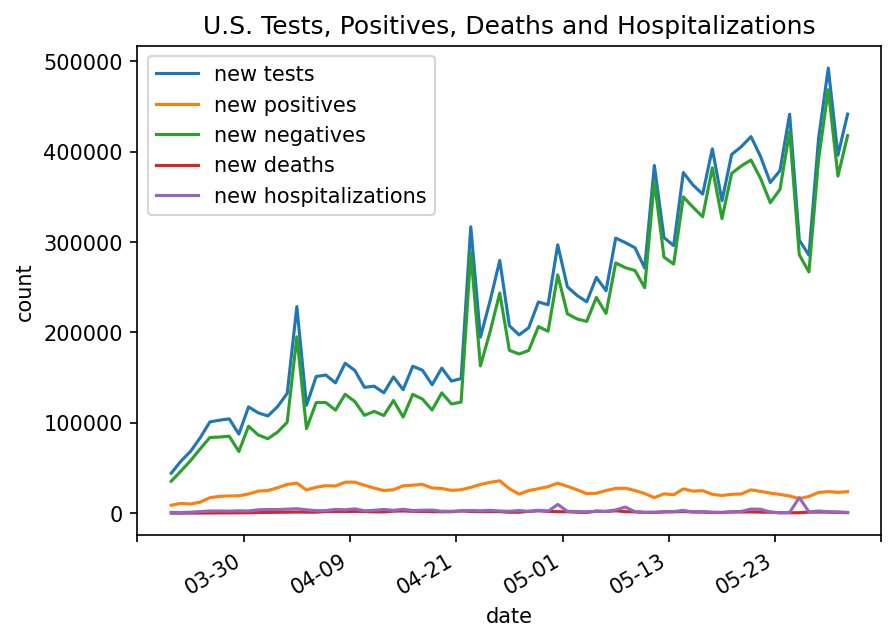 U.S. Tests, Positives, Deaths and Hospitalizations
500000
400000
300000
200000
100000
0
count
new tests
new positives
new negatives
new deaths
new hospitalizations
03-30
04-09
04-21
05-01
05-13
05-23
date